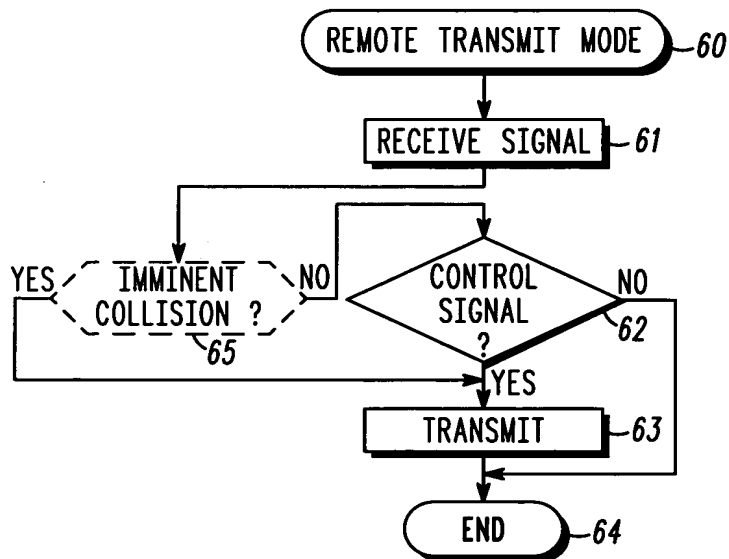 REMOTE TRANSMIT MODE
60
RECEIVE SIGNAL
61
YES
IMMINENT
COLLISION ?
NO
65
CONTROL
SIGNAL
?
NO
62
YES
TRANSMIT
63
END
64